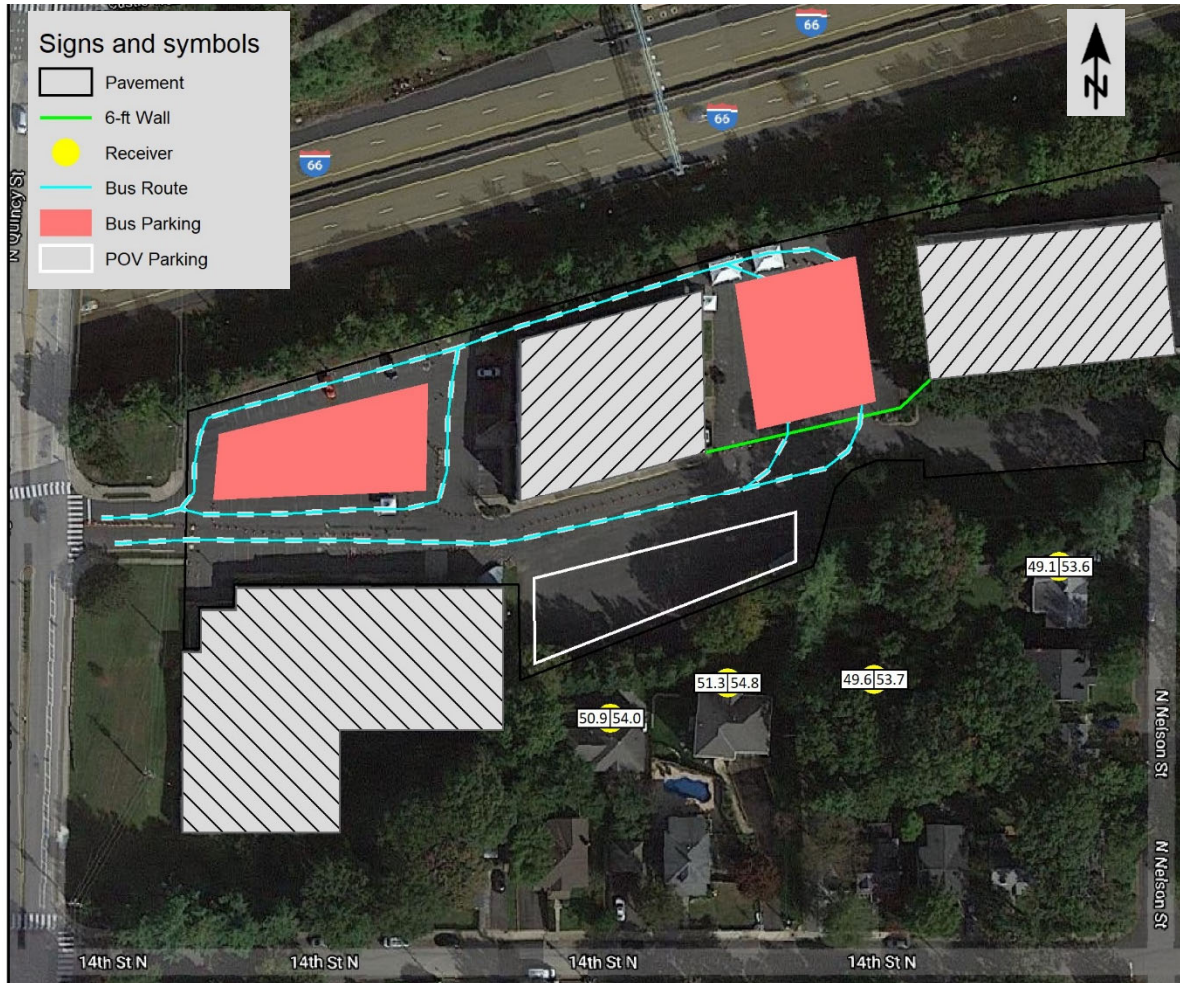 Signs and symbols
Pavement
6-ft Wall
Receiver
Bus Route
Bus Parking
POV Parking
66
66
66
N
N Quincy St
49.1 53.6
51.3 54.8
49.6 53.7
50.9 54.0
N Nelson St
N Nelson St
14th St N
14th St N
14th St N
14th St N